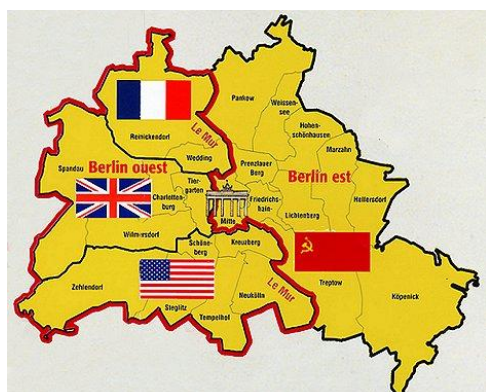 Pankow
Weissen-
see
Hohen-
schönhausen
Marzahn
Reinickendorf
Le Mur
Wedding
Prenzlauer
Berg
Spandau
Berlin ouest
Berlin est
Tier-
garten
Charlotten-
burg
Mitte
Friedrichs-
hain
Lichtenberg
Hellersdorf
Wilmersdorf
Schöne-
berg
Kreuzberg
Zehlendorf
Steglitz
Tempelhof
Neukölln
Le Mur
Treptow
Köpenick